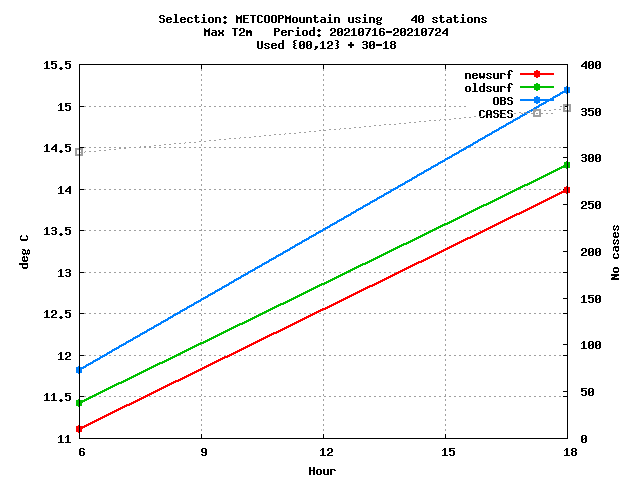 Selection: METCOOPMountain using    40 stations
Max T2m   Period: 20210716-20210724
Used {00,12} + 30-18
newsurf
oldsurf
OBS
CASES
15.5
15
14.5
14
13.5
13
12.5
12
11.5
11
400
350
300
250
200
150
100
50
0
deg C
No cases
6 9 12 15 18
Hour